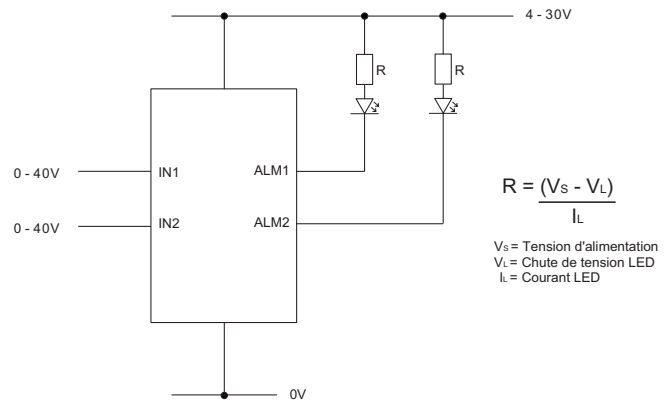 4 - 30V
R
R
0 - 40V
IN1
ALM1
0 - 40V
IN2
ALM2
R = (VS - VL)
IL
VS = Tension d'alimentation
VL = Chute de tension LED
IL = Courant LED
0V